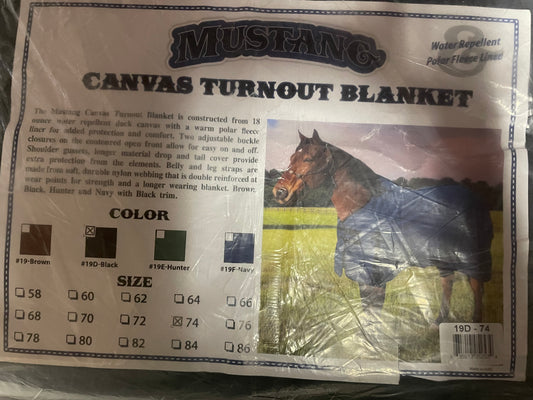 MUSTANG
Water Repellent
Polar Fleece Lined
CANVAS TURNOUT BLANKET
The Mustang Canvas Turnout Blanket is constructed from 18
ounce water repellent duck canvas with a warm polar fleece
liner for added protection and comfort. Two adjustable buckle
closures on the contoured open front allow for easy on and off.
Shoulder gussets, longer material drop and tail cover provide
extra protection from the elements. Belly and leg straps are
made from soft, durable nylon webbing that is double reinforced at
wear points for strength and a longer wearing blanket. Brown,
Black, Hunter and Navy with Black trim.
COLOR
#19-Brown
#19D-Black
#19E-Hunter
#19F-Navy
SIZE
58 60 62 64 66
68 70 72 74 76
78 80 82 84 86
19D - 74